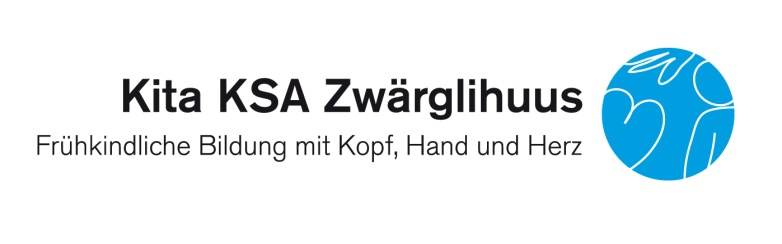 Kita KSA Zwärglihuus
Frühkindliche Bildung mit Kopf, Hand und Herz